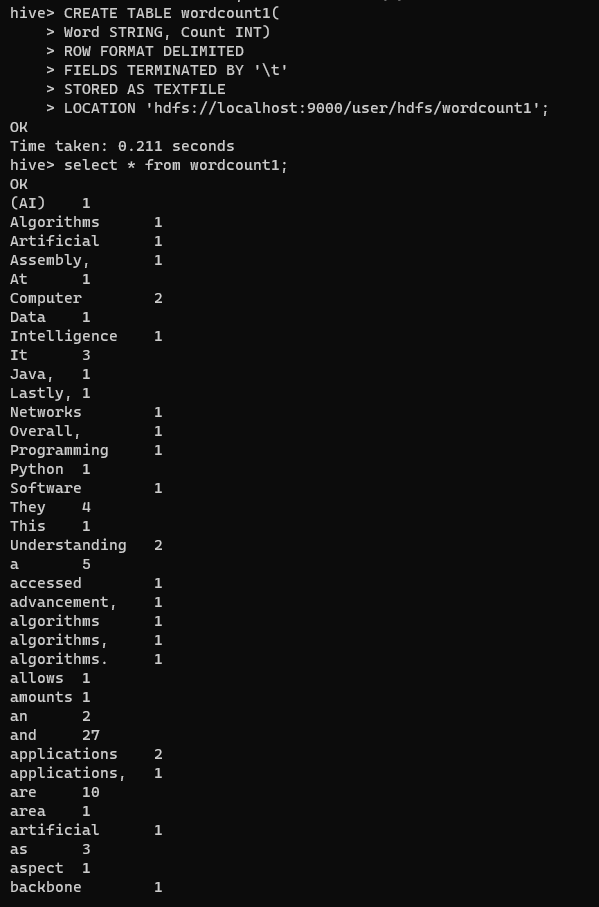 hive> CREATE TABLE wordcount1(
    > Word STRING, Count INT)
    > ROW FORMAT DELIMITED
    > FIELDS TERMINATED BY '\t'
    > STORED AS TEXTFILE
    > LOCATION 'hdfs://localhost:9000/user/hdfs/wordcount1';
OK
Time taken: 0.211 seconds
hive> select * from wordcount1;
OK
(AI)    1
Algorithms      1
Artificial      1
Assembly,       1
At      1
Computer        2
Data    1
Intelligence    1
It      3
Java,   1
Lastly, 1
Networks        1
Overall,        1
Programming     1
Python  1
Software        1
They    4
This    1
Understanding   2
a       5
accessed        1
advancement,    1
algorithms      1
algorithms,     1
algorithms.     1
allows  1
amounts 1
an      2
and     27
applications    2
applications,   1
are     10
area    1
artificial      1
as      3
aspect  1
backbone        1